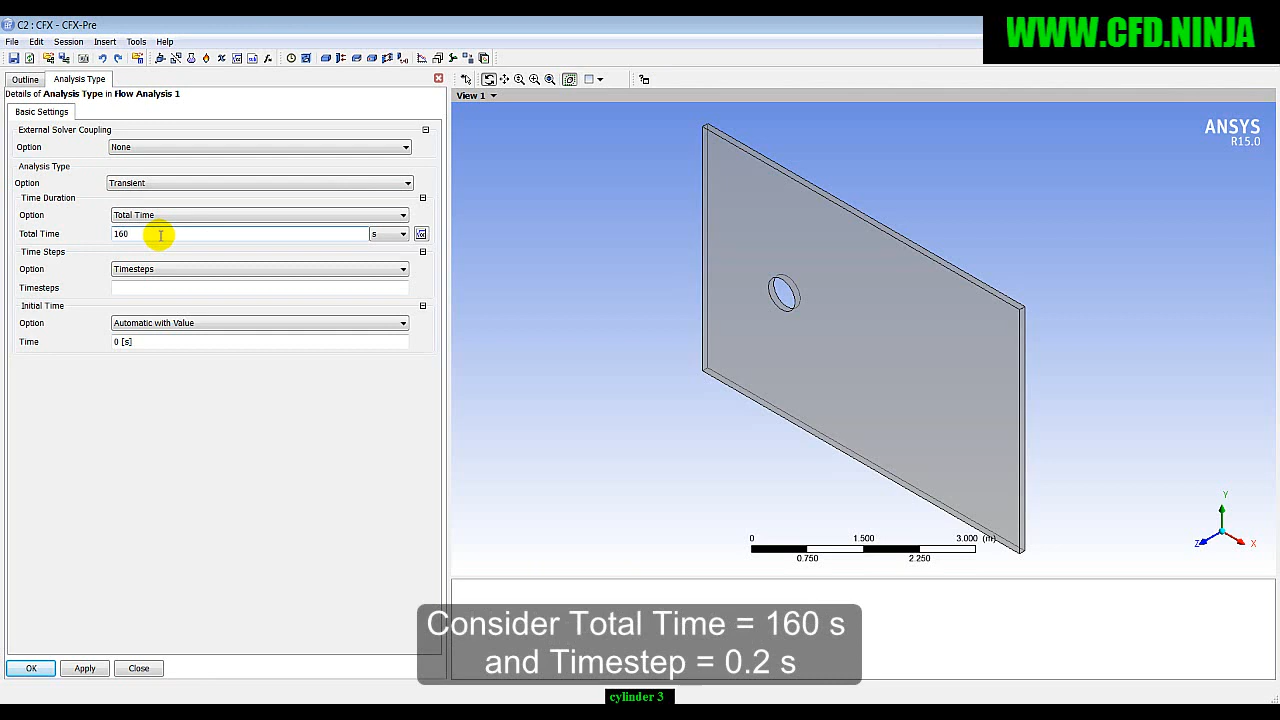 C2 : CFX - CFX-Pre
WWW.CFD.NINJA
File Edit Session Insert Tools Help
Outline Analysis Type
Details of Analysis Type in Flow Analysis 1
Basic Settings
External Solver Coupling
Option None
Analysis Type
Option Transient
Time Duration
Option Total Time
Total Time 160 s
Time Steps
Option Timesteps
Timesteps
Initial Time
Option Automatic with Value
Time 0 [s]
OK Apply Close
View 1
ANSYS
R15.0
0 1.500 3.000 (m)
0.750 2.250
Y
Z X
Consider Total Time = 160 s
and Timestep = 0.2 s
cylinder 3